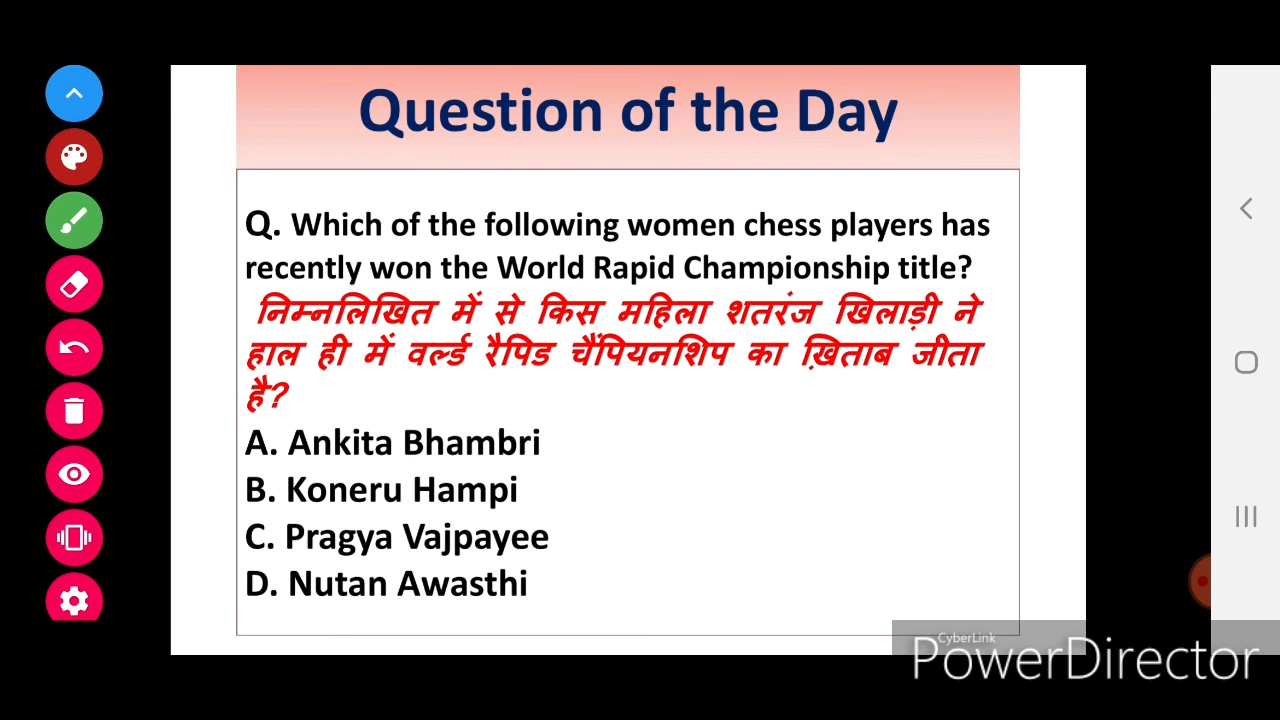 Question of the Day
Q. Which of the following women chess players has
recently won the World Rapid Championship title?
निम्नलिखित में से किस महिला शतरंज खिलाड़ी ने
हाल ही में वर्ल्ड रैपिड चैंपियनशिप का ख़िताब जीता
है?
A. Ankita Bhambri
B. Koneru Hampi
C. Pragya Vajpayee
D. Nutan Awasthi
CyberLink
PowerDirector